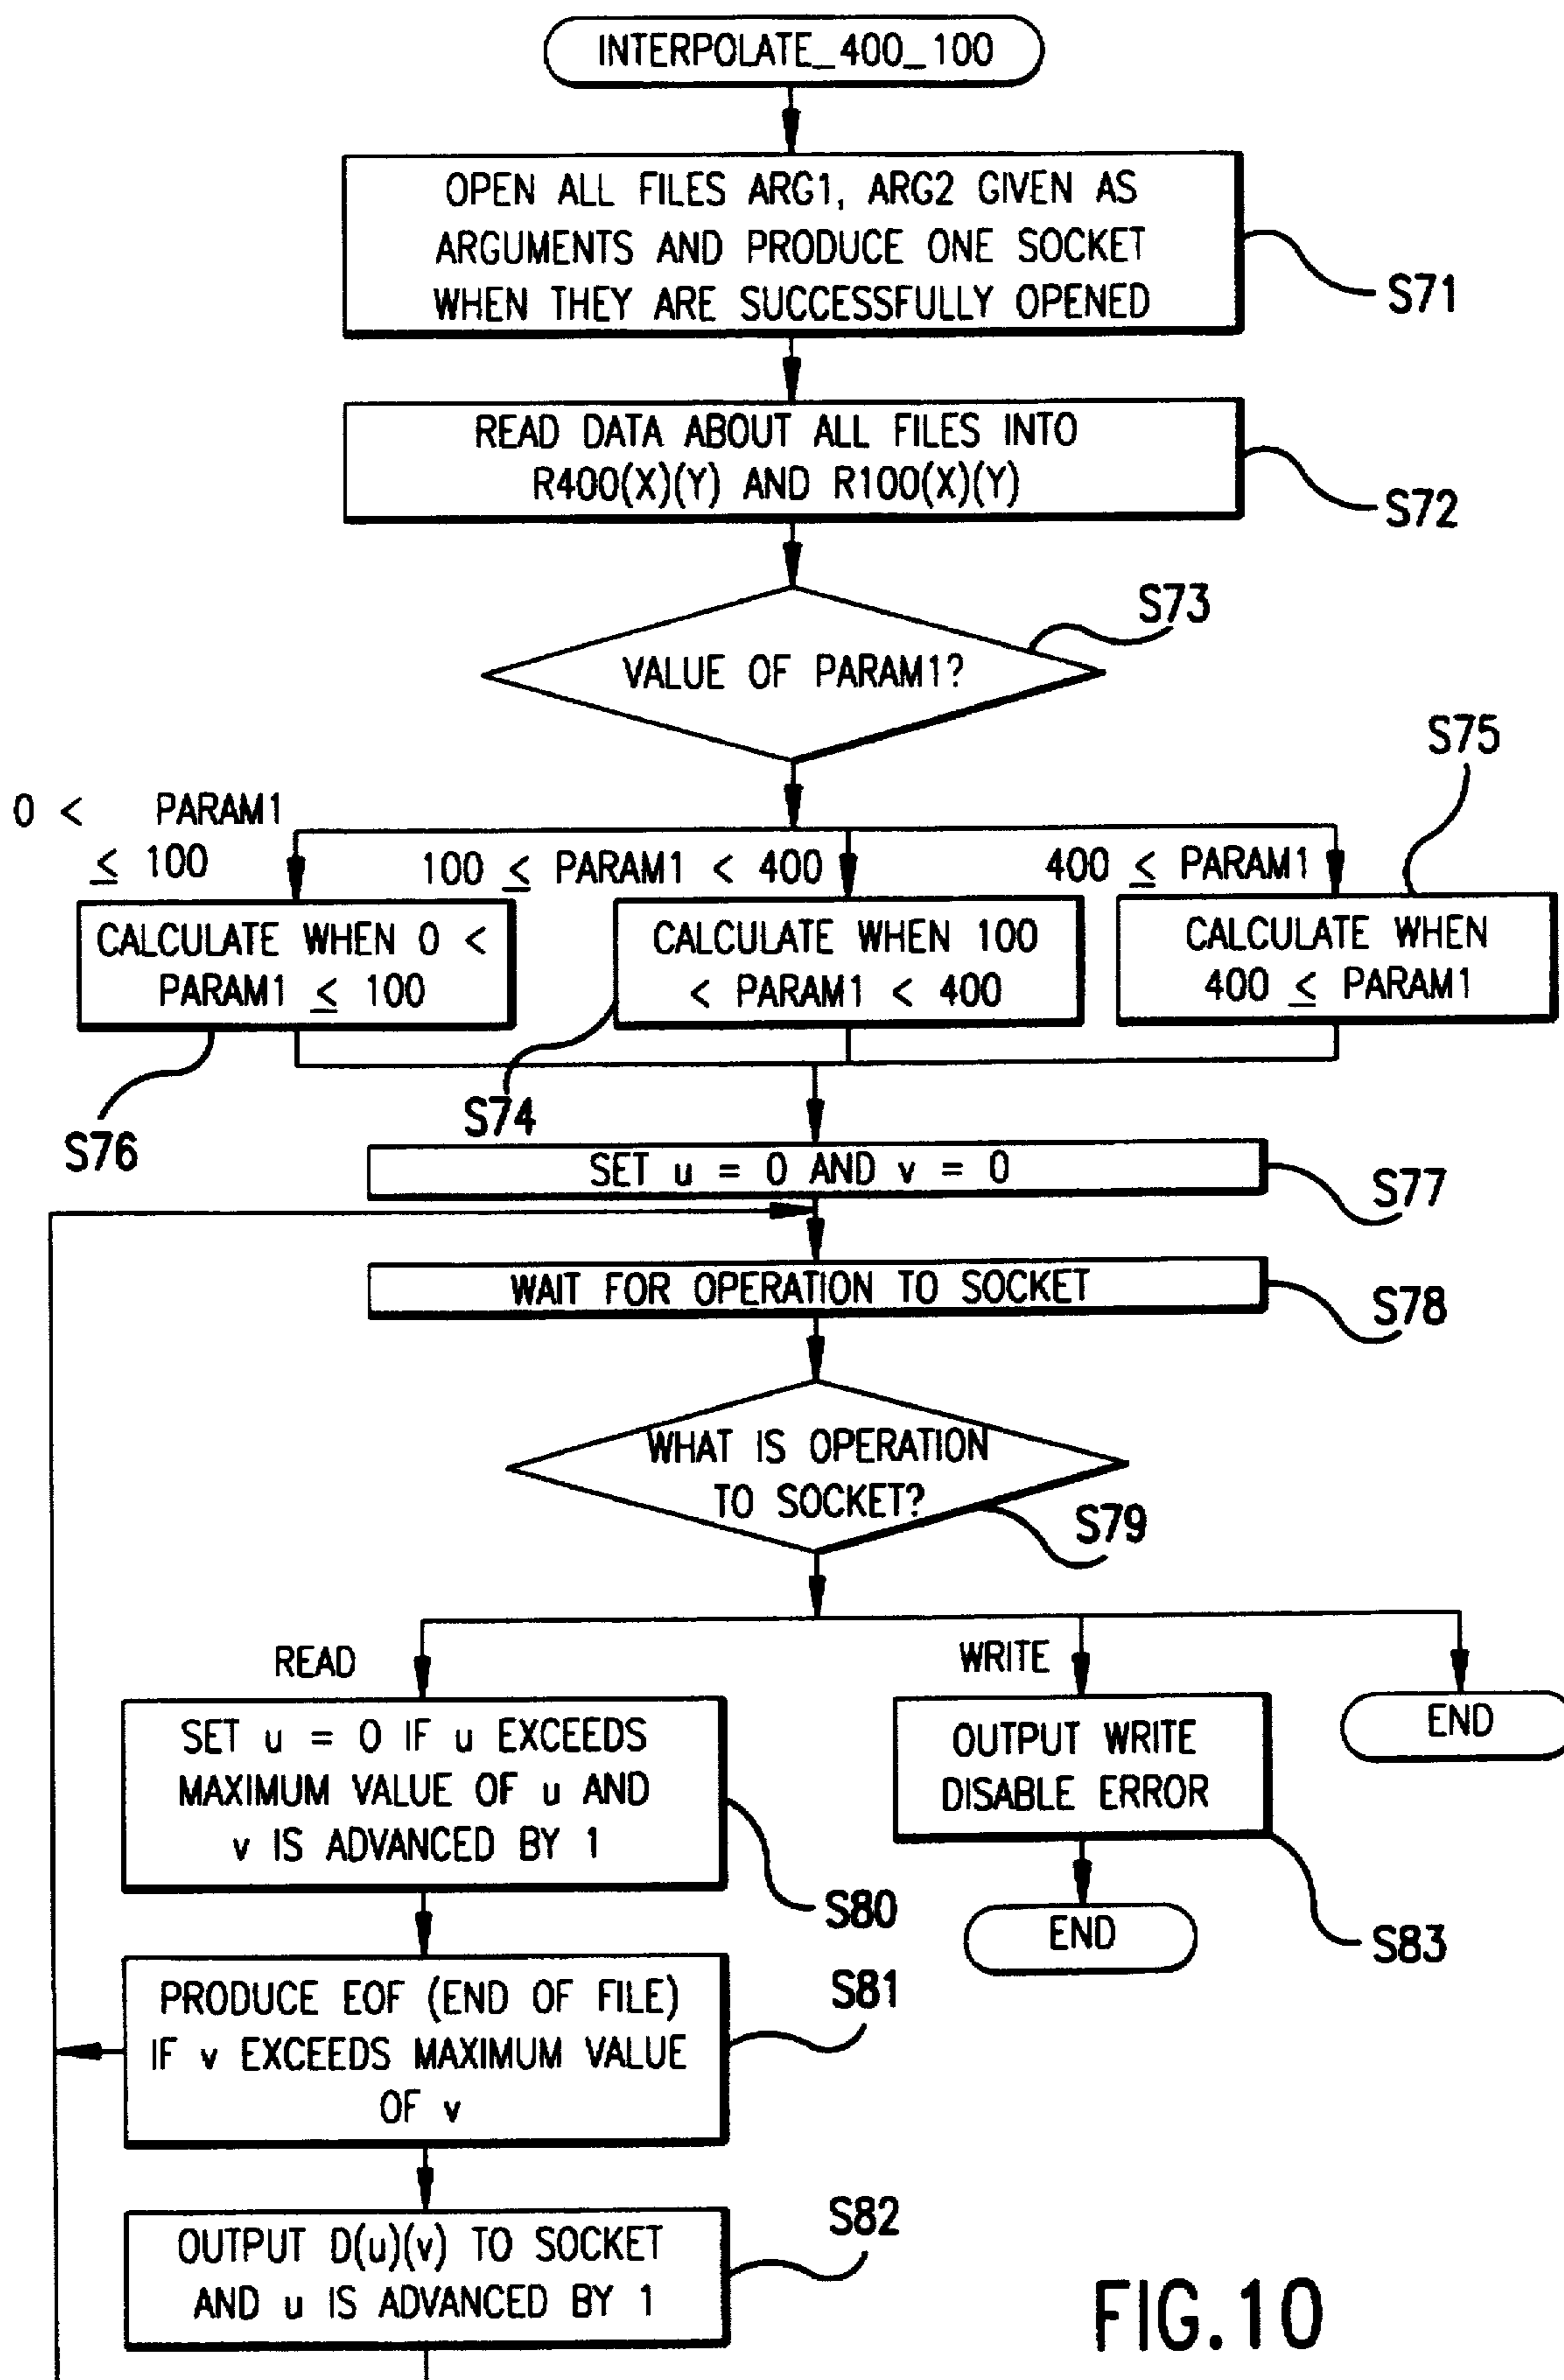 INTERPOLATE_400_100
OPEN ALL FILES ARG1, ARG2 GIVEN AS
ARGUMENTS AND PRODUCE ONE SOCKET
WHEN THEY ARE SUCCESSFULLY OPENED
S71
READ DATA ABOUT ALL FILES INTO
R400(X)(Y) AND R100(X)(Y)
S72
S73
VALUE OF PARAM1?
S75
0 < PARAM1
≤ 100
100 ≤ PARAM1 < 400
400 ≤ PARAM1
CALCULATE WHEN 0 <
PARAM1 ≤ 100
CALCULATE WHEN 100
< PARAM1 < 400
CALCULATE WHEN
400 ≤ PARAM1
S76
S74
SET u = 0 AND v = 0
S77
WAIT FOR OPERATION TO SOCKET
S78
WHAT IS OPERATION
TO SOCKET?
S79
READ
WRITE
SET u = 0 IF u EXCEEDS
MAXIMUM VALUE OF u AND
v IS ADVANCED BY 1
S80
OUTPUT WRITE
DISABLE ERROR
S83
END
END
PRODUCE EOF (END OF FILE)
IF v EXCEEDS MAXIMUM VALUE
OF v
S81
OUTPUT D(u)(v) TO SOCKET
AND u IS ADVANCED BY 1
S82
FIG.10